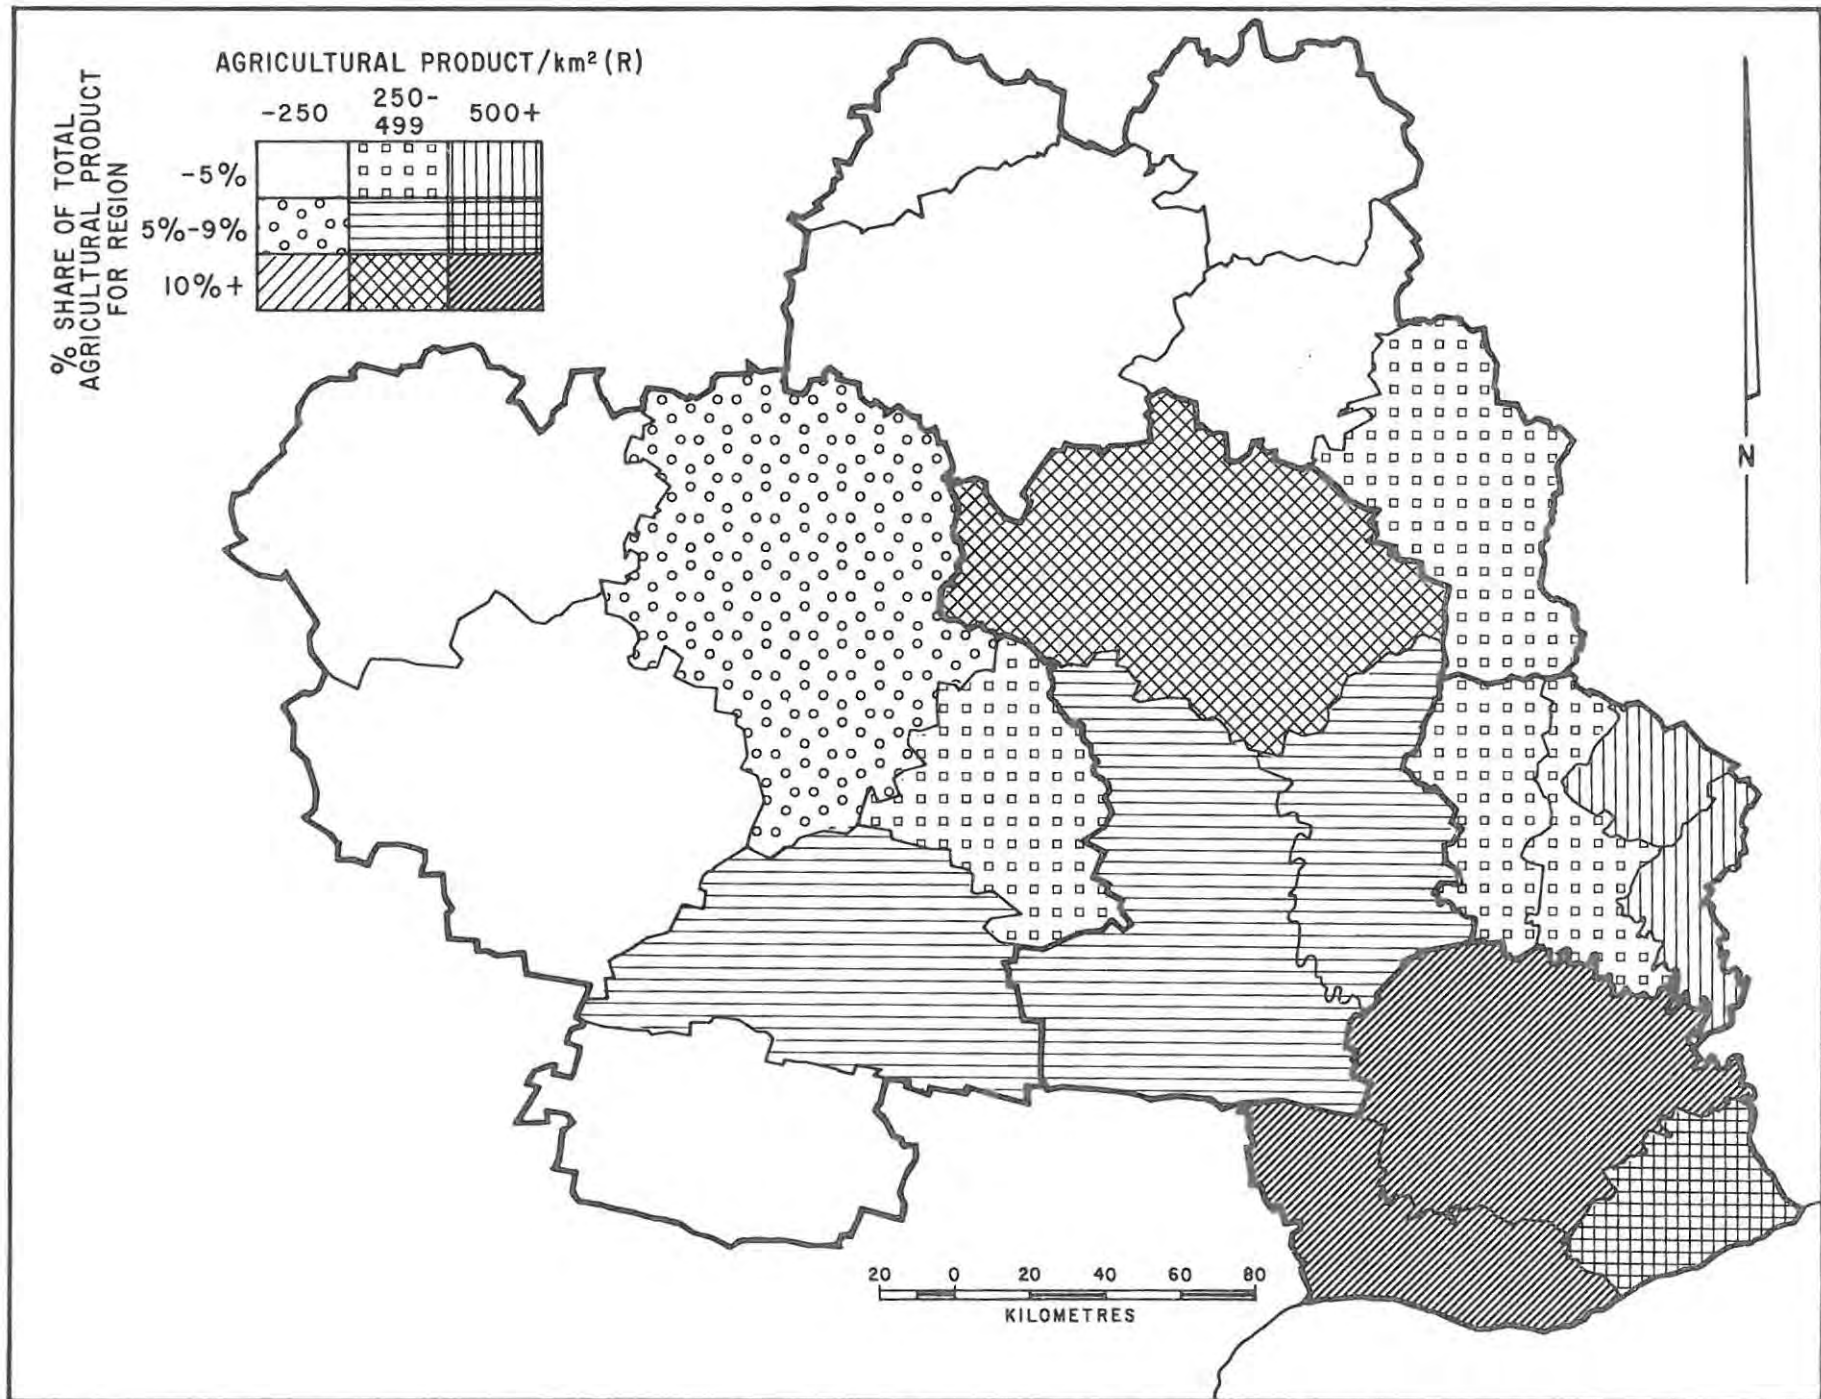 AGRICULTURAL PRODUCT/km² (R)
-250
250-
499
500+
% SHARE OF TOTAL
AGRICULTURAL PRODUCT
FOR REGION
-5%
5%-9%
10%+
N
20 0 20 40 60 80
KILOMETRES